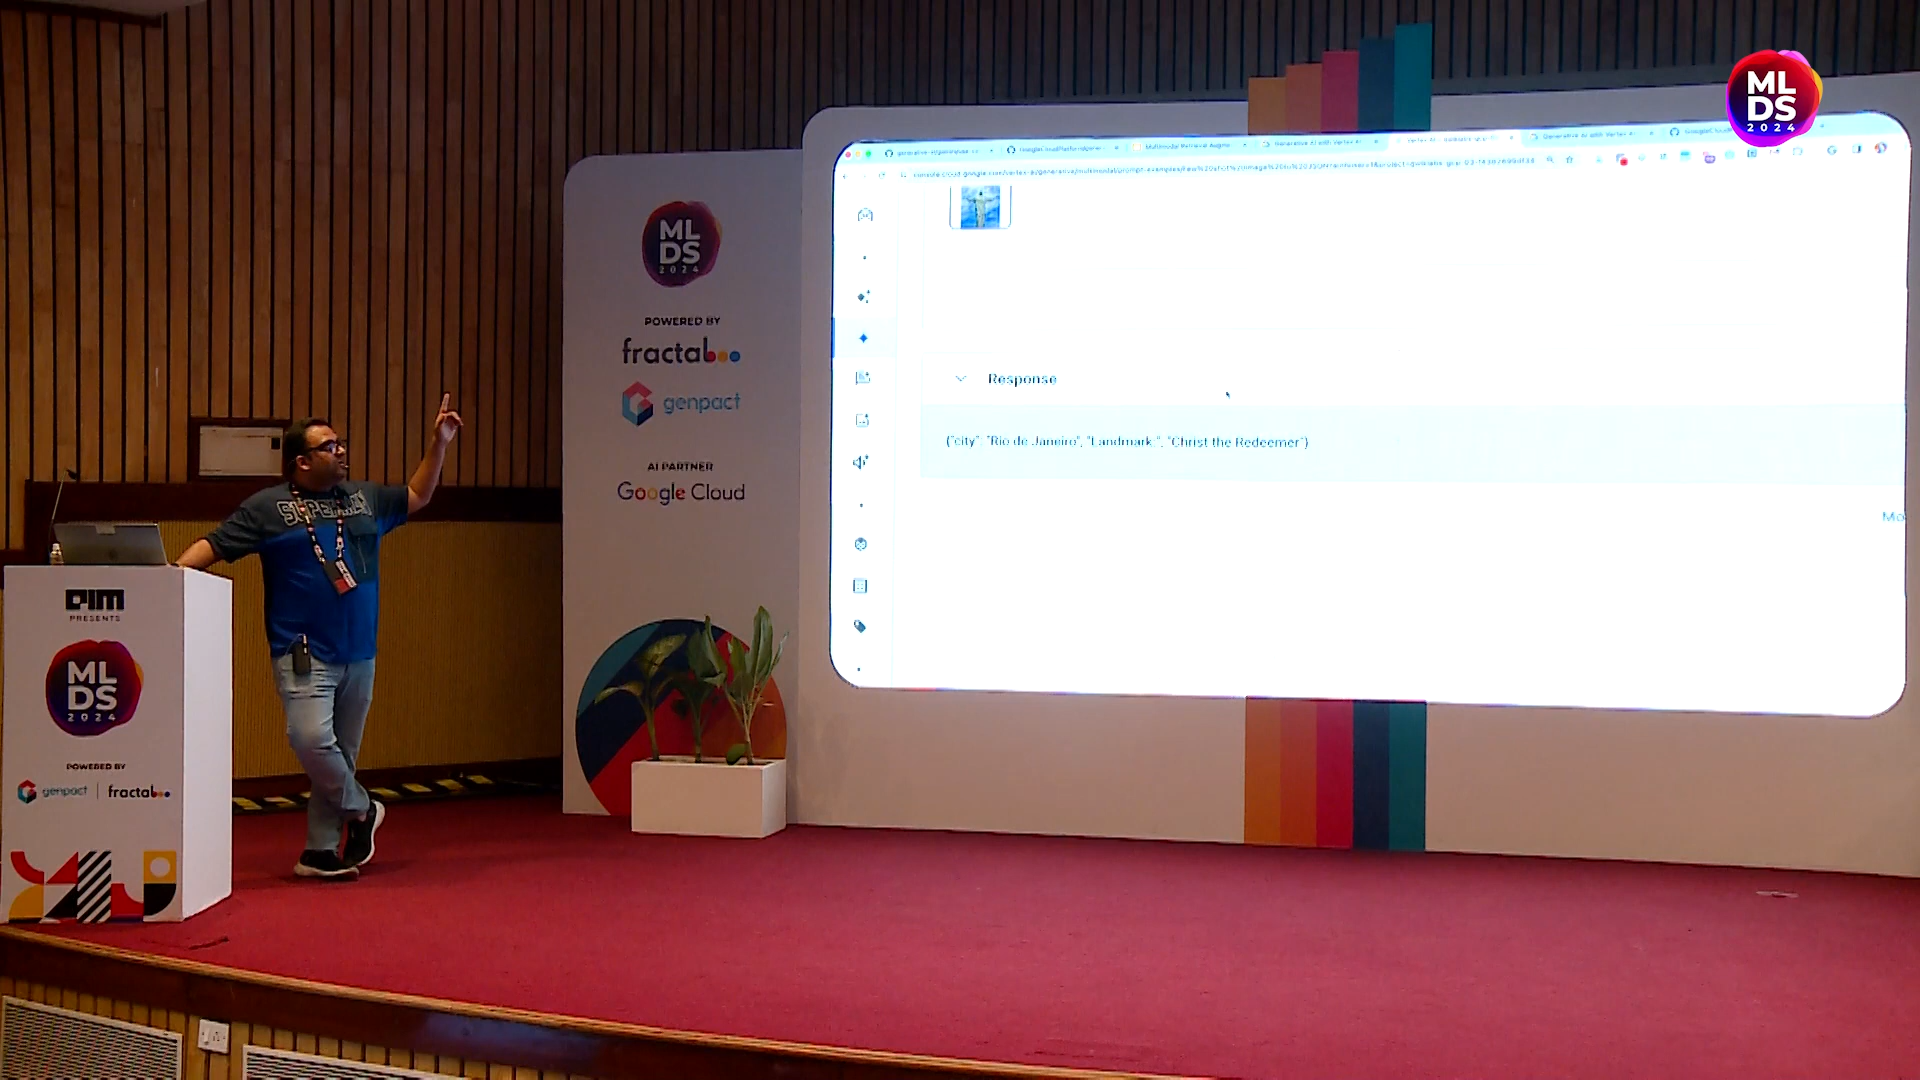 ML
DS
2024
ML
DS
2024
POWERED BY
fractal
genpact
AI PARTNER
Google Cloud
Response
{"city": "Rio de Janeiro", "Landmark:", "Christ the Redeemer"}
Mo
AIM
PRESENTS
ML
DS
2024
POWERED BY
genpact | fractal